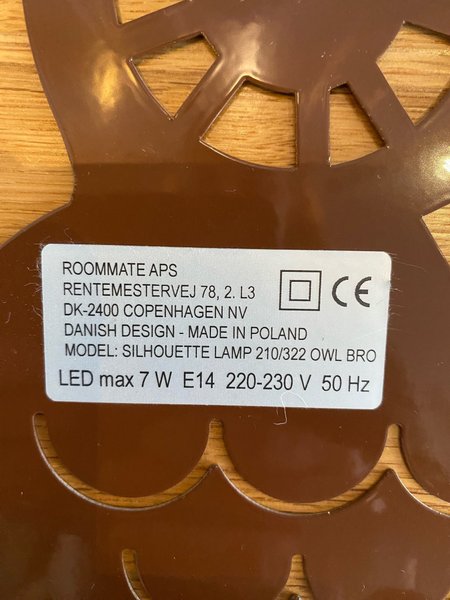 ROOMMATE APS
RENTEMESTERVEJ 78, 2. L3
DK-2400 COPENHAGEN NV
DANISH DESIGN - MADE IN POLAND
MODEL: SILHOUETTE LAMP 210/322 OWL BRO
LED max 7 W E14 220-230 V 50 Hz
CE